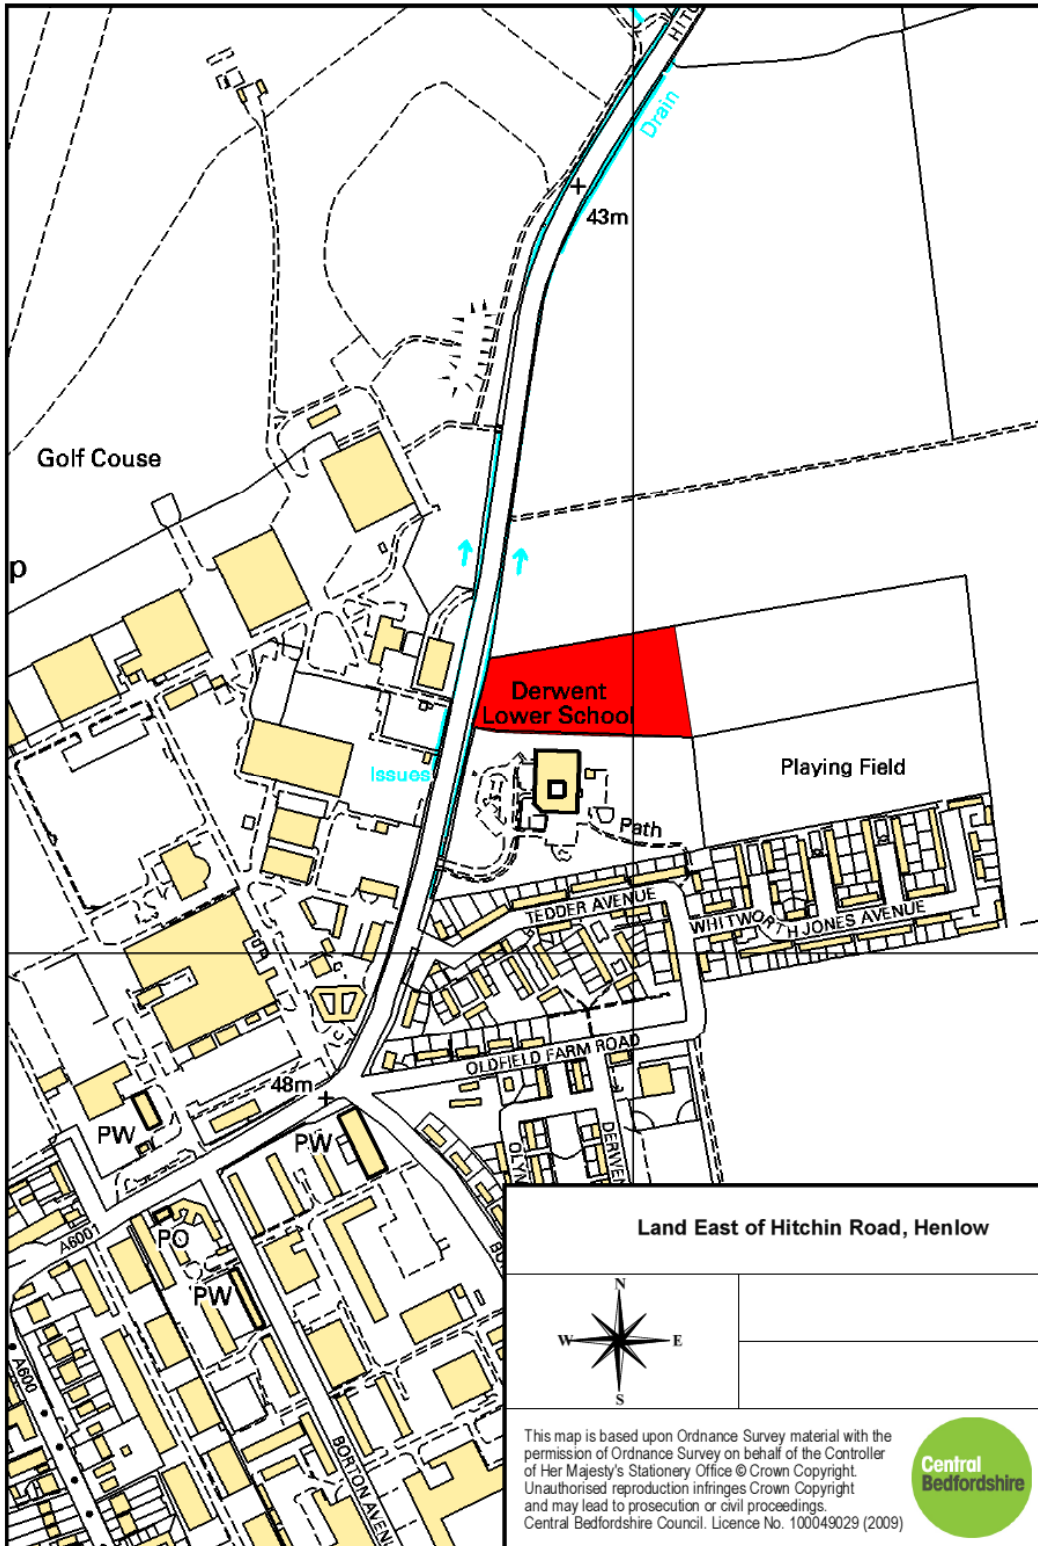 HITC
Drain
43m
Golf Couse
p
Derwent
Lower School
Issues
Playing Field
Path
TEDDER AVENUE
WHITWORTH JONES AVENUE
OLDFIELD FARM ROAD
48m
PW
PW
OLYN
DERWEN
A6001
PO
PW
A600
BORTON AVENU
Land East of Hitchin Road, Henlow
N
W
E
S
This map is based upon Ordnance Survey material with the
permission of Ordnance Survey on behalf of the Controller
of Her Majesty's Stationery Office © Crown Copyright.
Unauthorised reproduction infringes Crown Copyright
and may lead to prosecution or civil proceedings.
Central Bedfordshire Council. Licence No. 100049029 (2009)
Central
Bedfordshire